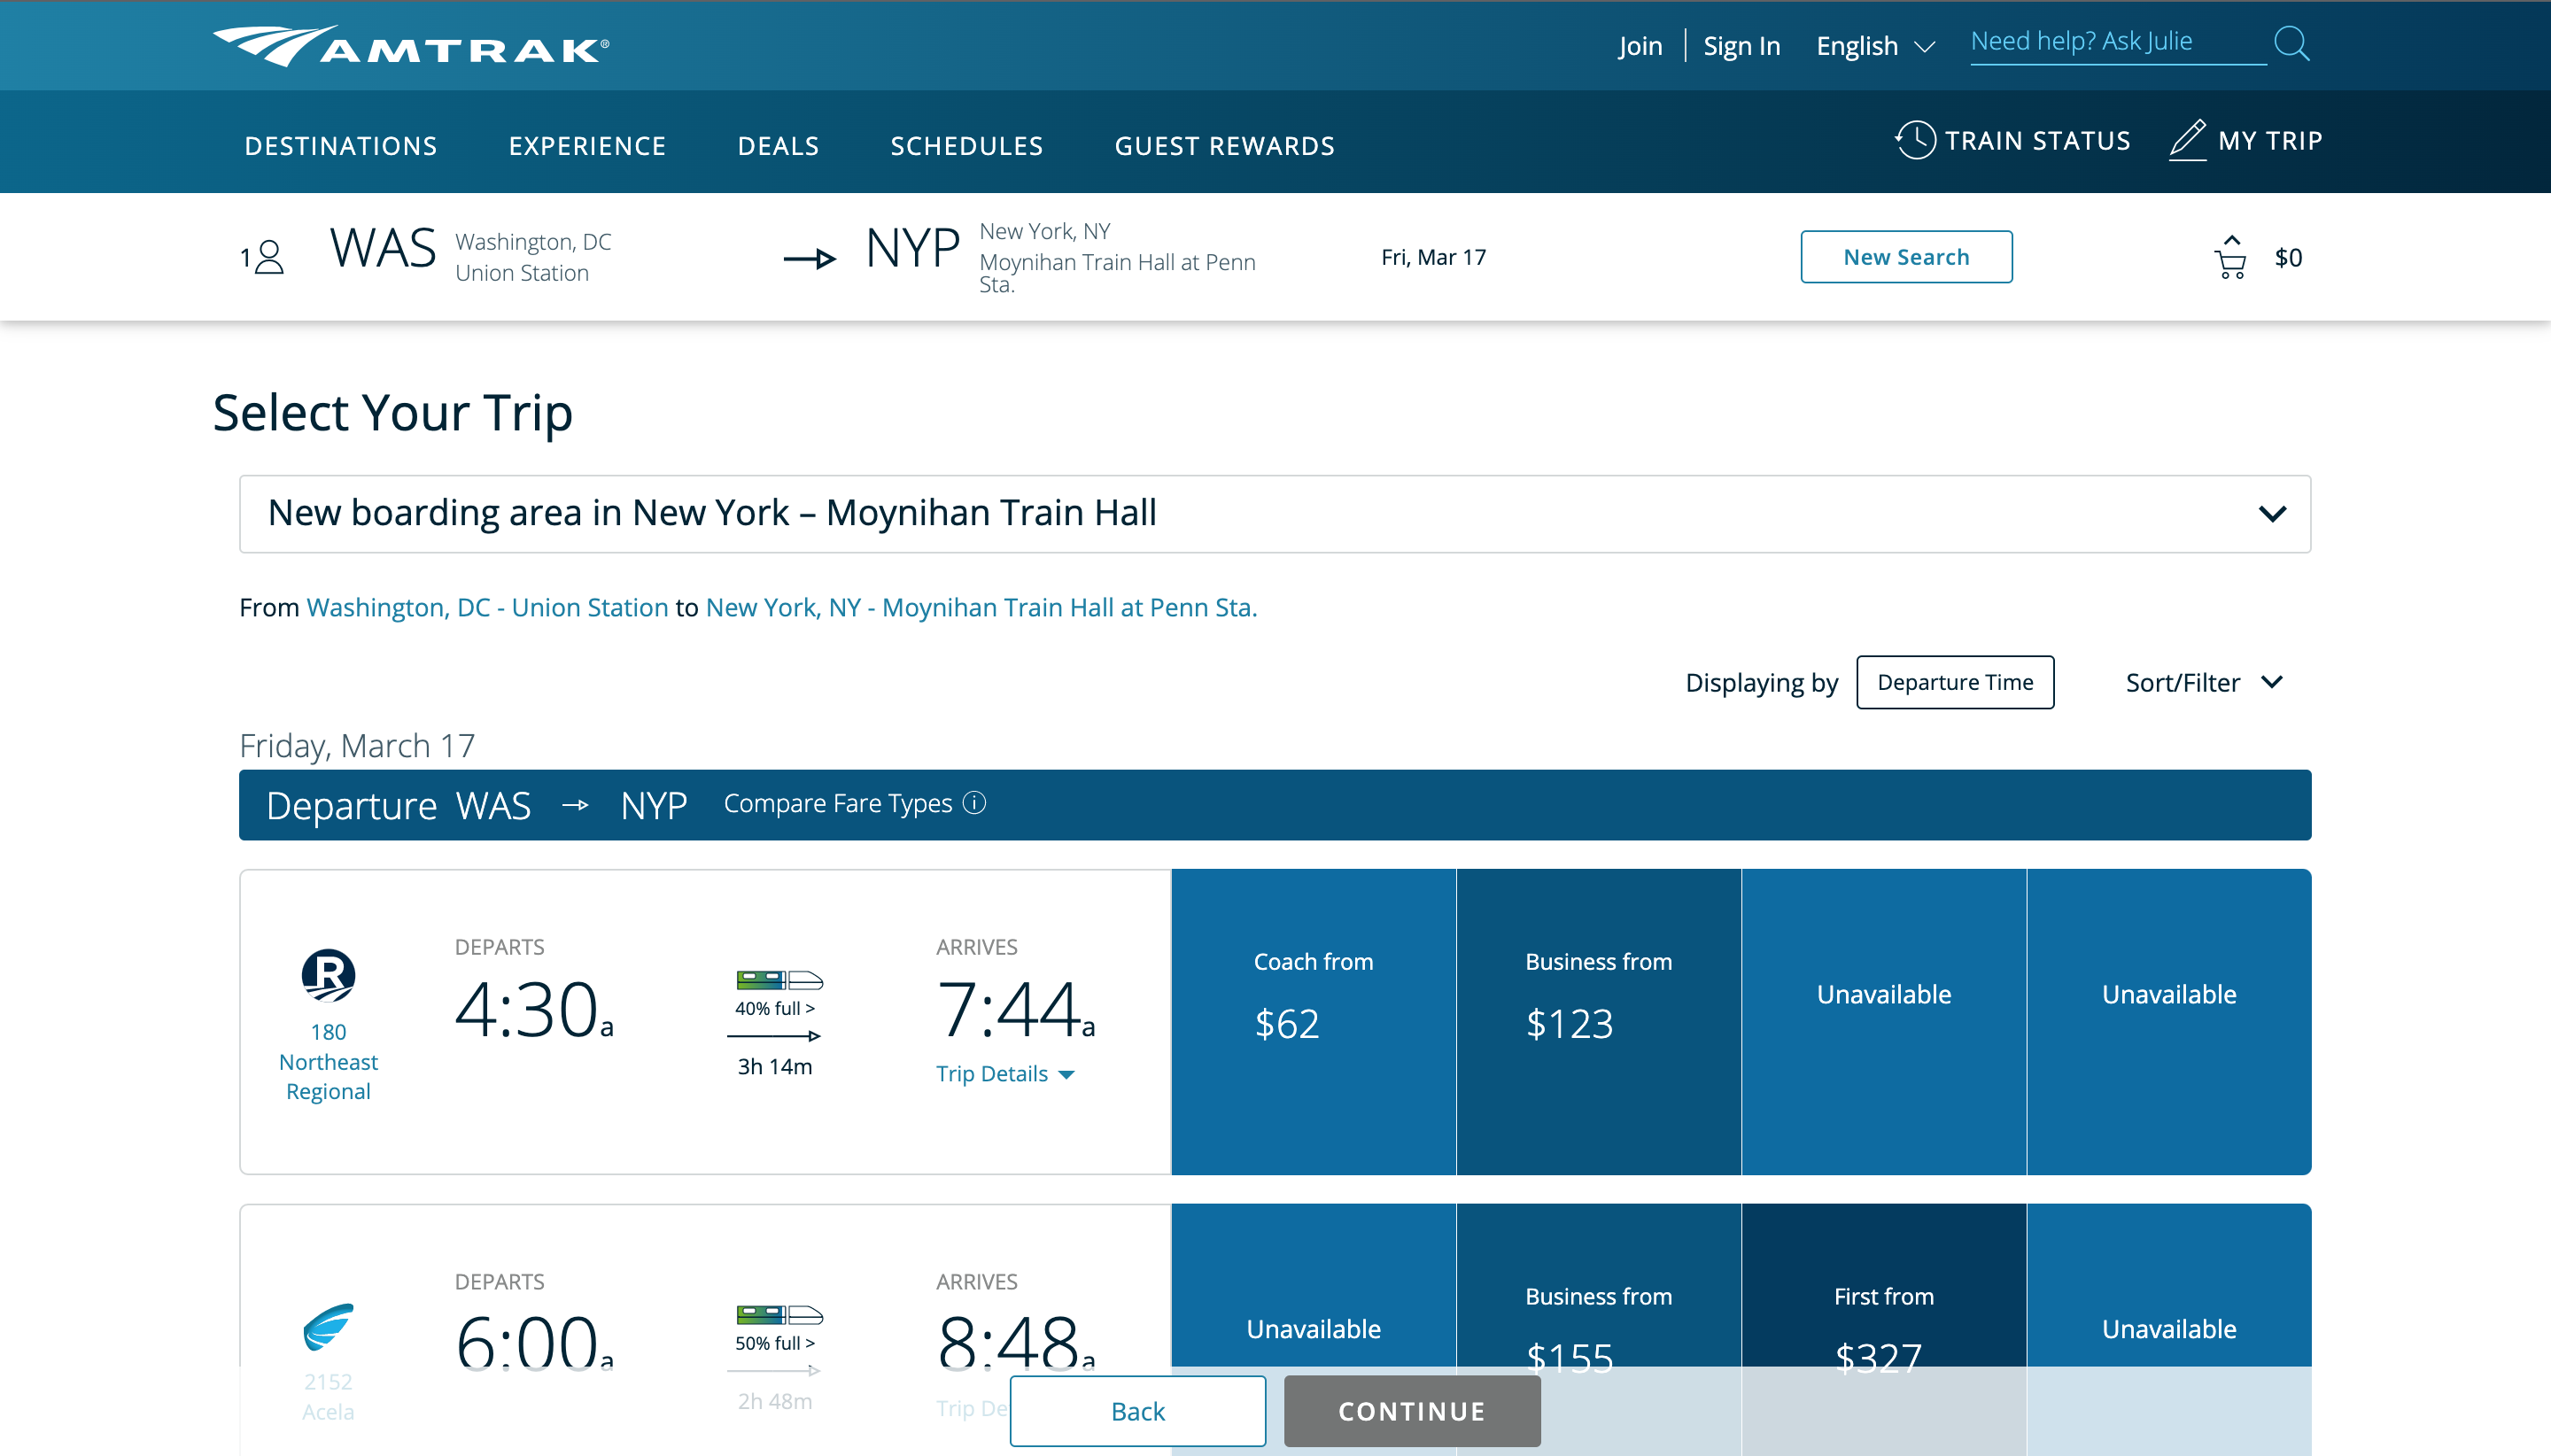 AMTRAK®
Join
Sign In
English
Need help? Ask Julie
DESTINATIONS
EXPERIENCE
DEALS
SCHEDULES
GUEST REWARDS
TRAIN STATUS
MY TRIP
1
WAS
Washington, DC
Union Station
NYP
New York, NY
Moynihan Train Hall at Penn
Sta.
Fri, Mar 17
New Search
$0
Select Your Trip
New boarding area in New York – Moynihan Train Hall
From Washington, DC - Union Station to New York, NY - Moynihan Train Hall at Penn Sta.
Displaying by
Departure Time
Sort/Filter
Friday, March 17
Departure WAS → NYP
Compare Fare Types
R
180
Northeast
Regional
DEPARTS
4:30a
40% full >
3h 14m
ARRIVES
7:44a
Trip Details
Coach from
$62
Business from
$123
Unavailable
Unavailable
2152
Acela
DEPARTS
6:00a
50% full >
2h 48m
ARRIVES
8:48a
Trip De
Unavailable
Business from
$155
First from
$327
Unavailable
Back
CONTINUE